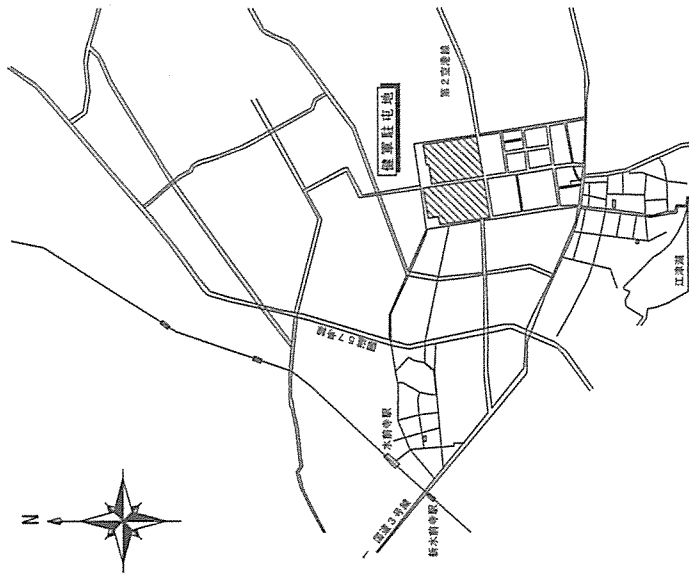 健軍駐屯地
第2空港線
国道57号線
水前寺駅
国道3号線
新水前寺駅
江津湖
N